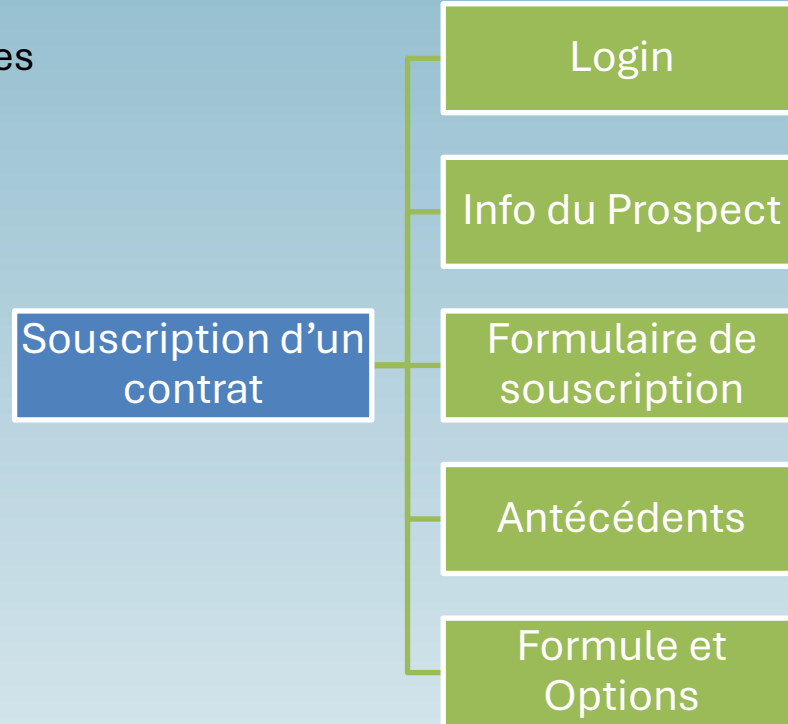 es
Login
Info du Prospect
Souscription d’un
contrat
Formulaire de
souscription
Antécédents
Formule et
Options